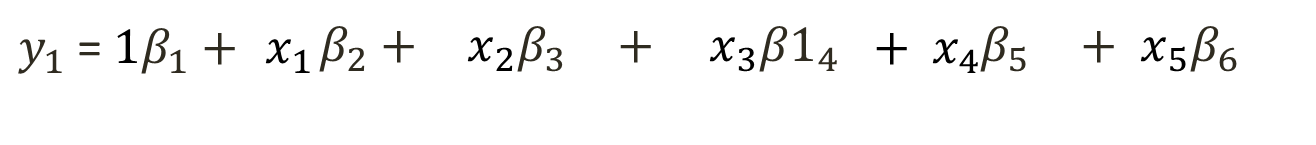 y₁ = 1β₁ + x₁β₂ + x₂β₃ + x₃β1₄ + x₄β₅ + x₅β₆